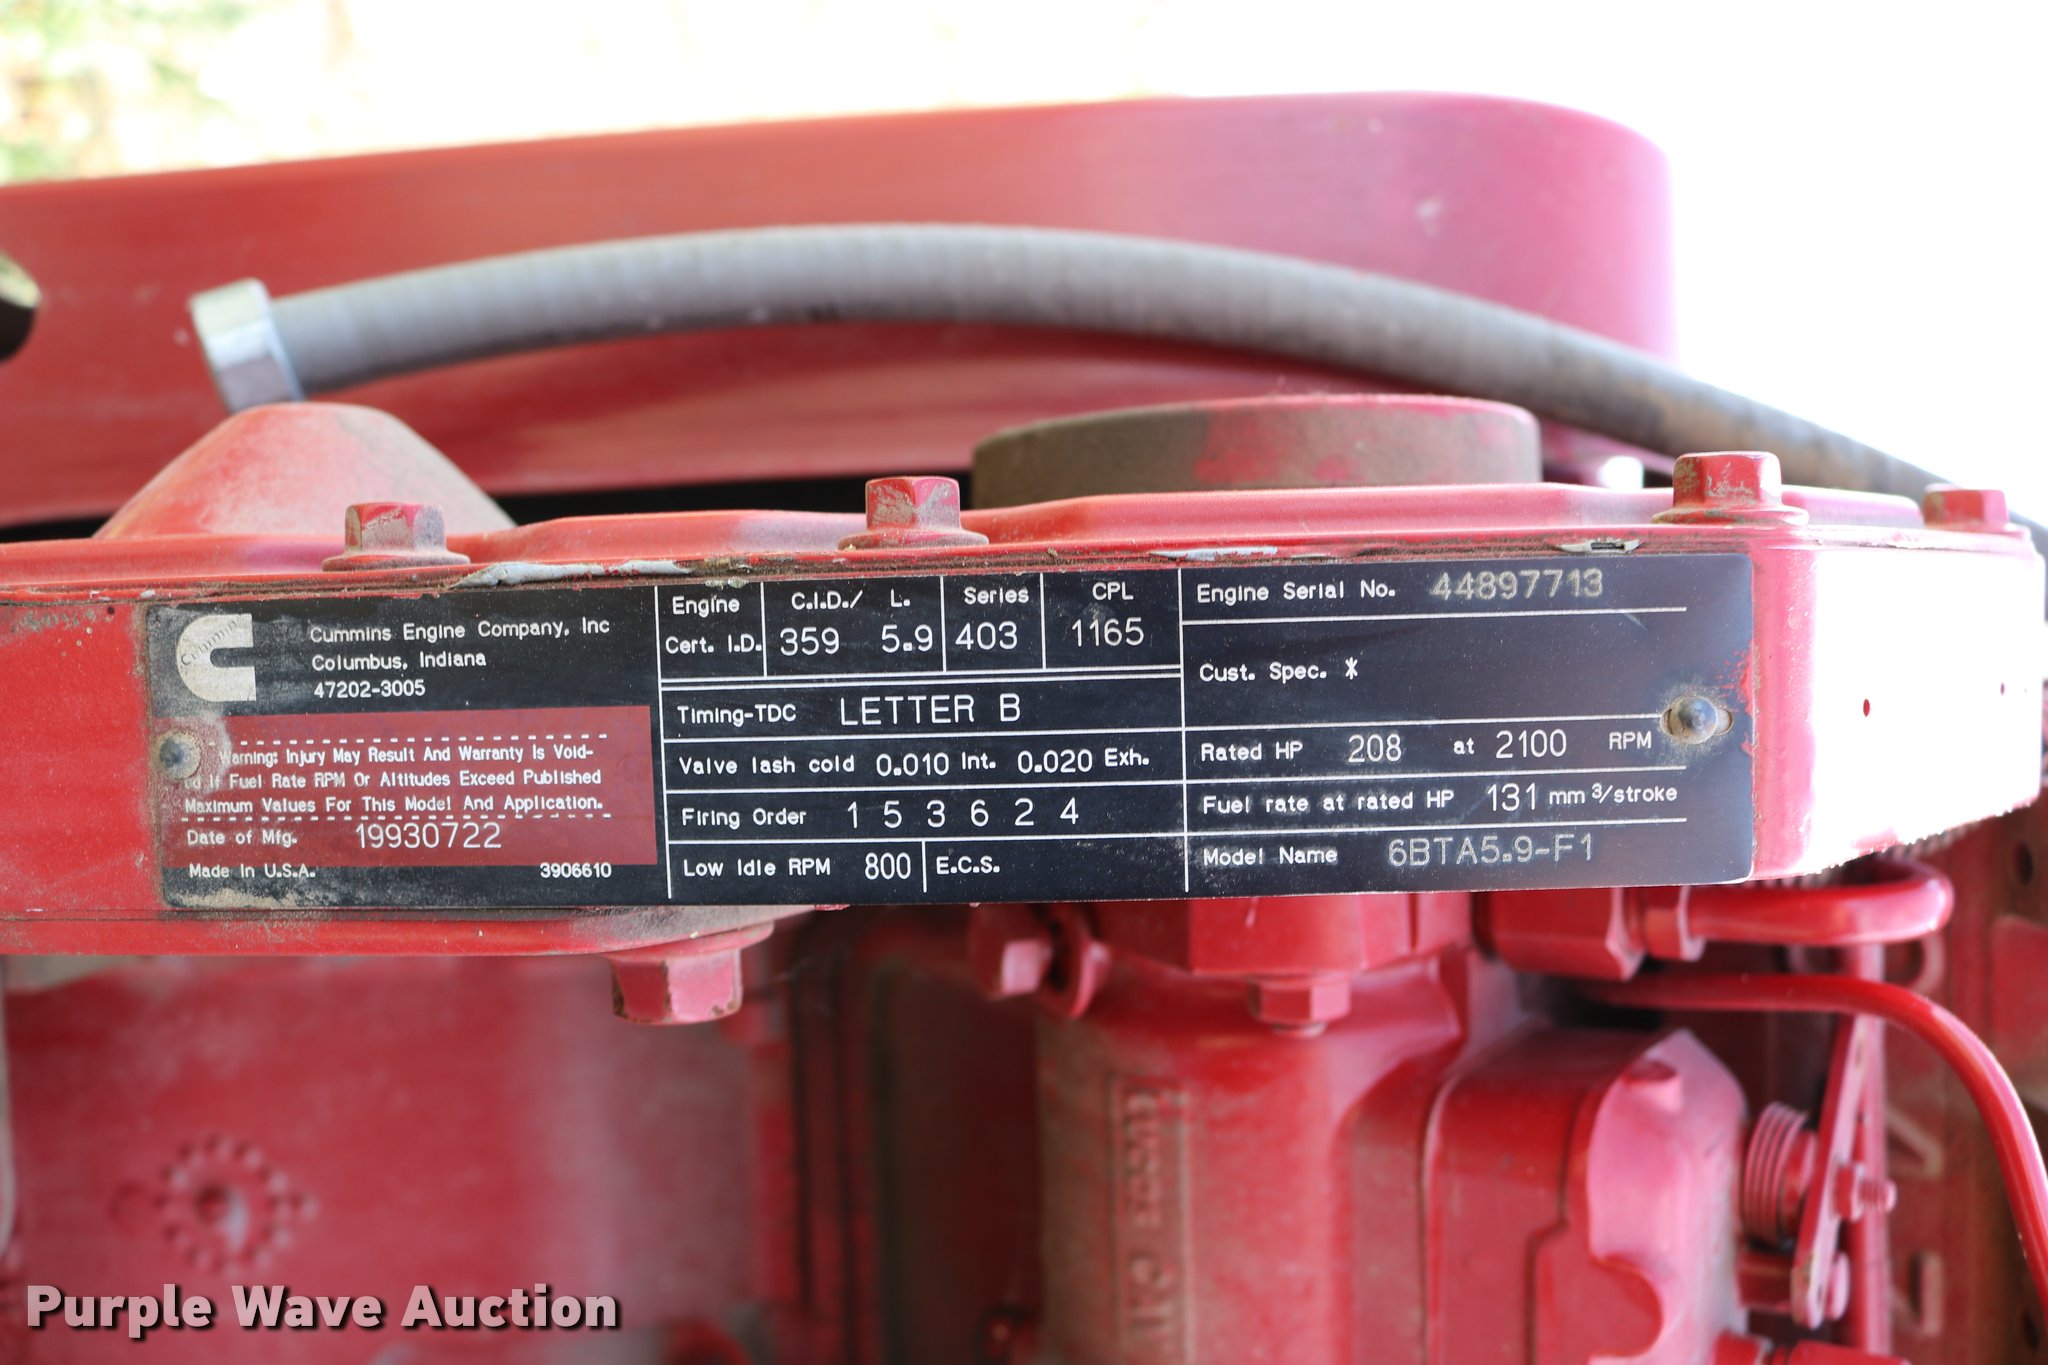 Cummins
Cummins Engine Company, Inc
Columbus, Indiana
47202-3005
Warning: Injury May Result And Warranty Is Void-
ed If Fuel Rate RPM Or Altitudes Exceed Published
Maximum Values For This Model And Application.
Date of Mfg. 19930722
Made In U.S.A. 3906610
Engine Cert. I.D.
C.I.D./ L.
359 5.9
Series
403
CPL
1165
Timing-TDC LETTER B
Valve lash cold 0.010 Int. 0.020 Exh.
Firing Order 1 5 3 6 2 4
Low Idle RPM 800 E.C.S.
Engine Serial No. 44897713
Cust. Spec. *
Rated HP 208 at 2100 RPM
Fuel rate at rated HP 131 mm³/stroke
Model Name 6BTA5.9-F1
Purple Wave Auction